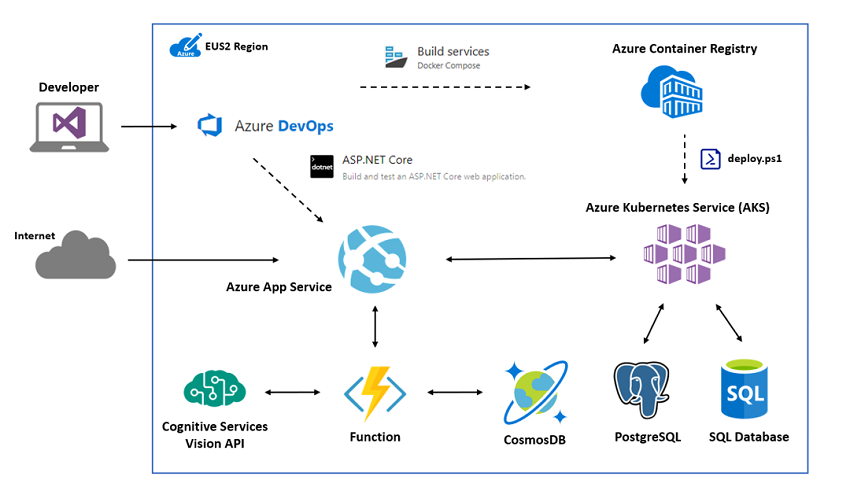 EUS2 Region
Azure
Build services
Docker Compose
Azure Container Registry
Developer
Azure DevOps
dotnet
ASP.NET Core
Build and test an ASP.NET Core web application.
deploy.ps1
Azure Kubernetes Service (AKS)
Internet
Azure App Service
SQL
Cognitive Services
Vision API
Function
CosmosDB
PostgreSQL
SQL Database